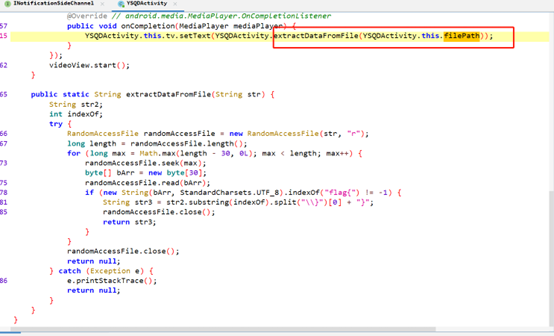 INotificationSideChannel × YSQDActivity ×
@Override // android.media.MediaPlayer.OnCompletionListener
57 public void onCompletion(MediaPlayer mediaPlayer) {
15 YSQDActivity.this.tv.setText(YSQDActivity.extractDataFromFile(YSQDActivity.this.filePath));
}
});
62 videoView.start();
}
65 public static String extractDataFromFile(String str) {
String str2;
int indexOf;
try {
66 RandomAccessFile randomAccessFile = new RandomAccessFile(str, "r");
67 long length = randomAccessFile.length();
for (long max = Math.max(length - 30, 0L); max < length; max++) {
73 randomAccessFile.seek(max);
byte[] bArr = new byte[30];
75 randomAccessFile.read(bArr);
78 if (new String(bArr, StandardCharsets.UTF_8).indexOf("flag{") != -1) {
81 String str3 = str2.substring(indexOf).split("\\}")[0] + "}";
85 randomAccessFile.close();
return str3;
}
}
randomAccessFile.close();
return null;
} catch (Exception e) {
86 e.printStackTrace();
return null;
}
}
}